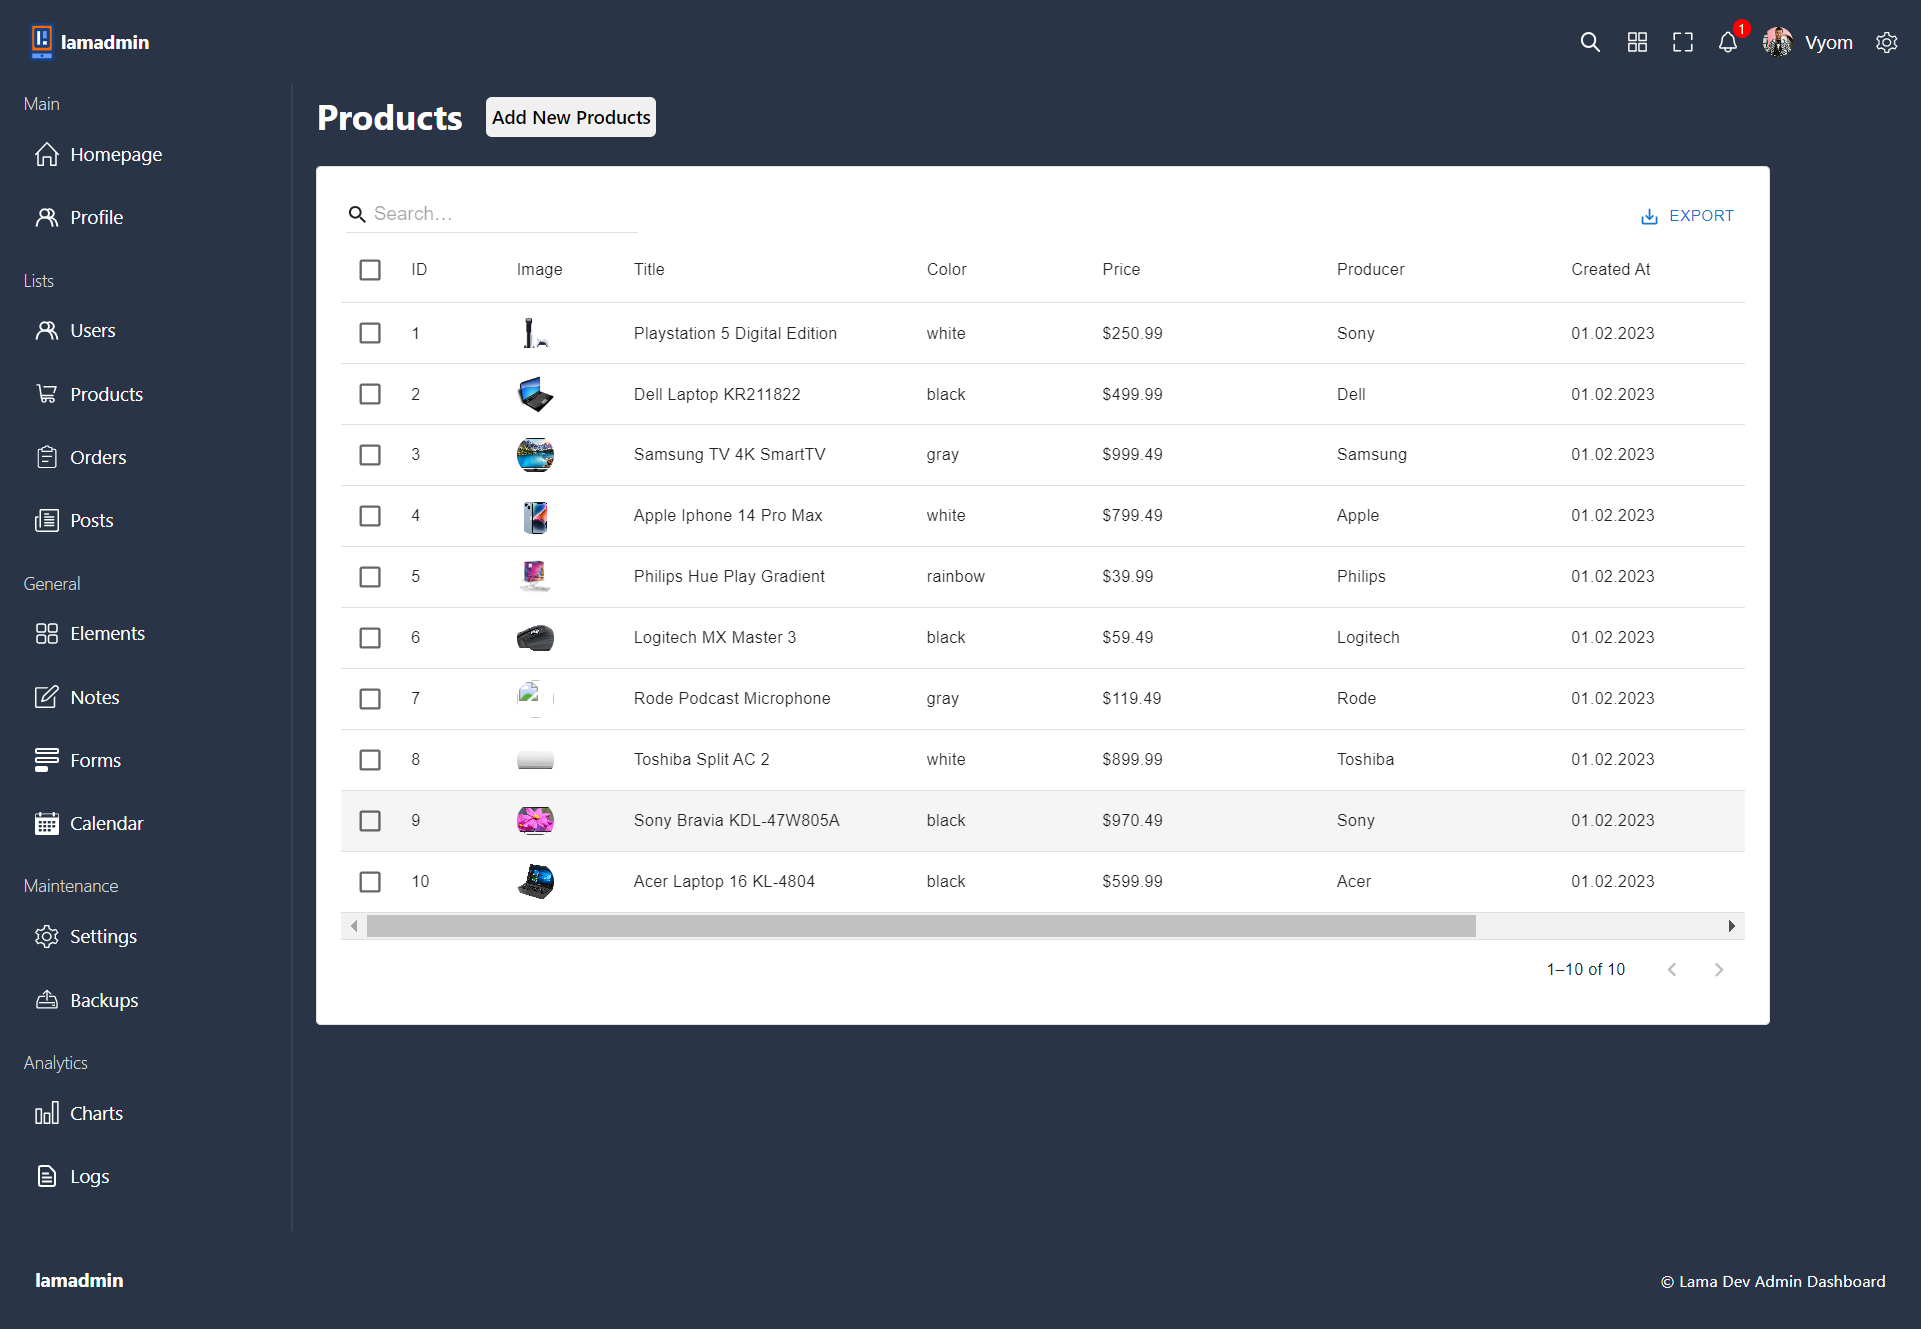 lamadmin
1
Vyom
Main
Homepage
Profile
Lists
Users
Products
Orders
Posts
General
Elements
Notes
Forms
Calendar
Maintenance
Settings
Backups
Analytics
Charts
Logs
Products
Add New Products
Search...
EXPORT
ID Image Title Color Price Producer Created At
1 Playstation 5 Digital Edition white $250.99 Sony 01.02.2023
2 Dell Laptop KR211822 black $499.99 Dell 01.02.2023
3 Samsung TV 4K SmartTV gray $999.49 Samsung 01.02.2023
4 Apple Iphone 14 Pro Max white $799.49 Apple 01.02.2023
5 Philips Hue Play Gradient rainbow $39.99 Philips 01.02.2023
6 Logitech MX Master 3 black $59.49 Logitech 01.02.2023
7 Rode Podcast Microphone gray $119.49 Rode 01.02.2023
8 Toshiba Split AC 2 white $899.99 Toshiba 01.02.2023
9 Sony Bravia KDL-47W805A black $970.49 Sony 01.02.2023
10 Acer Laptop 16 KL-4804 black $599.99 Acer 01.02.2023
1–10 of 10
lamadmin
© Lama Dev Admin Dashboard